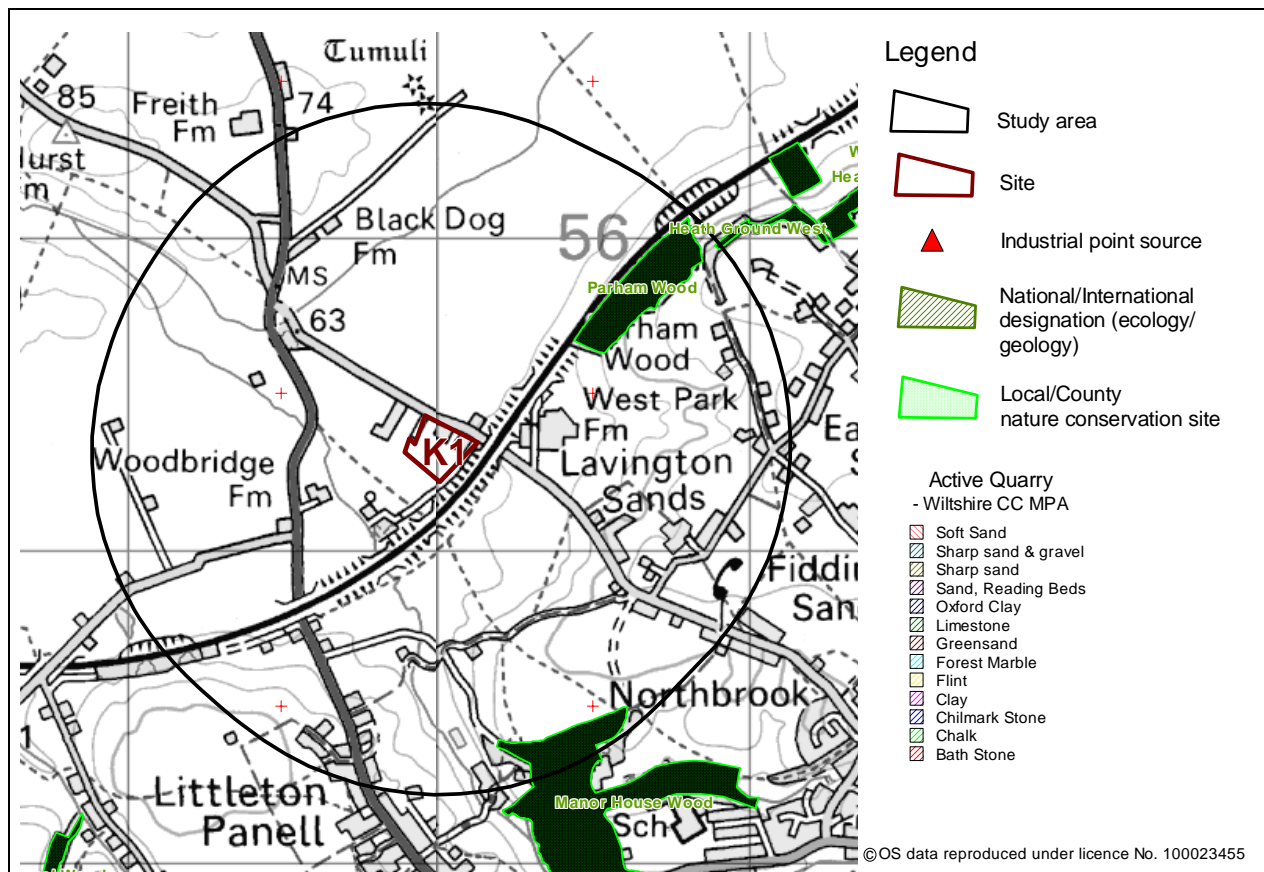 Tumuli
85
Freith
Fm
74
Black Dog
Fm
MS
63
56
Heath Ground West
Parham Wood
Wood
West Park
Fm
Lavington
Sands
K1
Woodbridge
Fm
Northbrook
Littleton
Panell
Manor House Wood
Sch
Legend
Study area
Site
Industrial point source
National/International
designation (ecology/
geology)
Local/County
nature conservation site
Active Quarry
- Wiltshire CC MPA
Soft Sand
Sharp sand & gravel
Sharp sand
Sand, Reading Beds
Oxford Clay
Limestone
Greensand
Forest Marble
Flint
Clay
Chilmark Stone
Chalk
Bath Stone
©OS data reproduced under licence No. 100023455